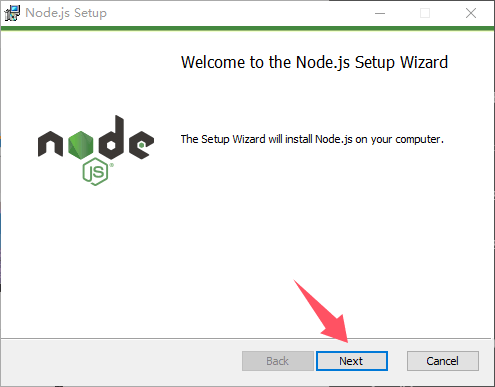 Node.js Setup
Welcome to the Node.js Setup Wizard
The Setup Wizard will install Node.js on your computer.
node
JS®
Back
Next
Cancel